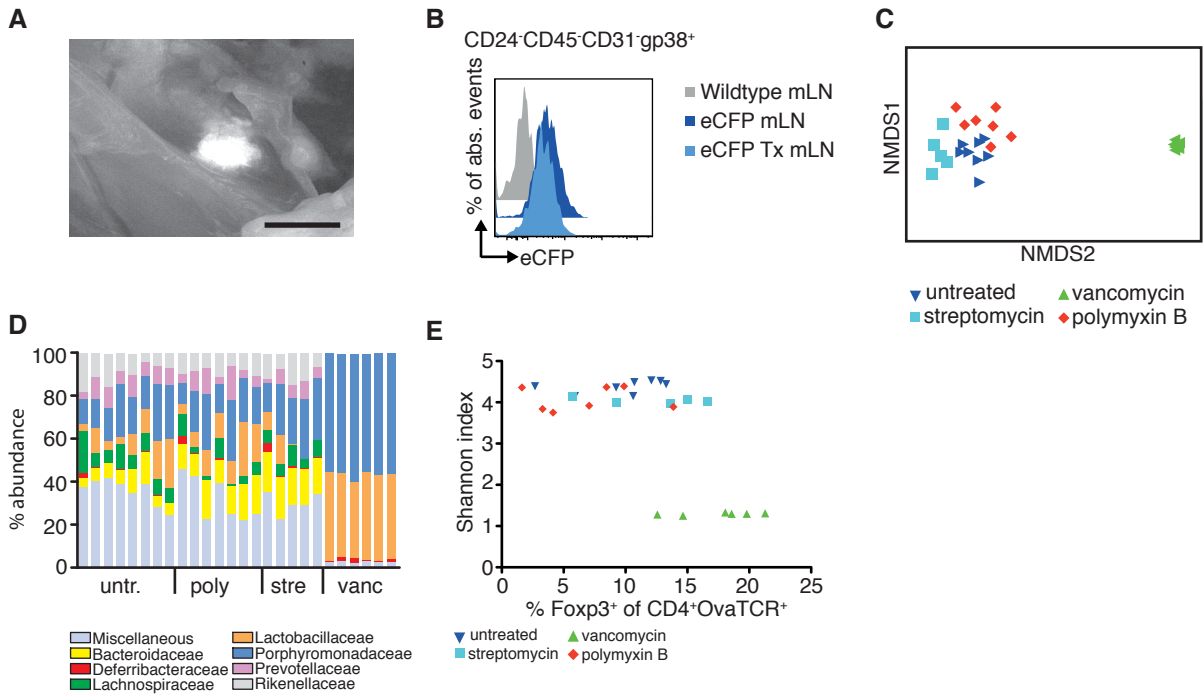 A
B
CD24-CD45-CD31-gp38+
% of abs. events
eCFP
Wildtype mLN
eCFP mLN
eCFP Tx mLN
C
NMDS1
NMDS2
untreated
vancomycin
streptomycin
polymyxin B
D
% abundance
100
80
60
40
20
0
untr.
poly
stre
vanc
Miscellaneous
Lactobacillaceae
Bacteroidaceae
Porphyromonadaceae
Deferribacteraceae
Prevotellaceae
Lachnospiraceae
Rikenellaceae
E
Shannon index
5
4
3
2
1
0
0 5 10 15 20 25
% Foxp3+ of CD4+OvaTCR+
untreated
vancomycin
streptomycin
polymyxin B